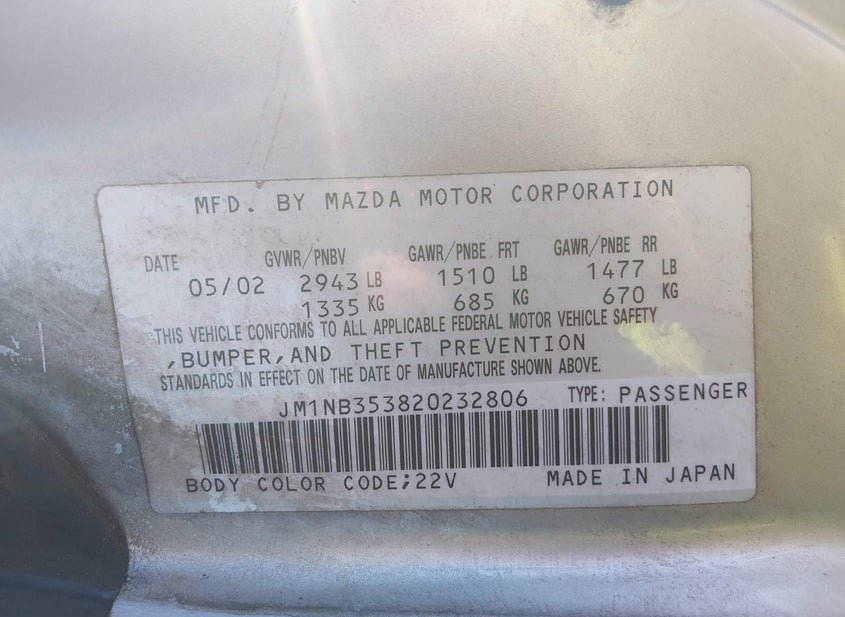 MFD. BY MAZDA MOTOR CORPORATION
DATE GVWR/PNBV GAWR/PNBE FRT GAWR/PNBE RR
05/02 2943 LB 1510 LB 1477 LB
1335 KG 685 KG 670 KG
THIS VEHICLE CONFORMS TO ALL APPLICABLE FEDERAL MOTOR VEHICLE SAFETY
,BUMPER,AND THEFT PREVENTION
STANDARDS IN EFFECT ON THE DATE OF MANUFACTURE SHOWN ABOVE.
JM1NB353820232806 TYPE: PASSENGER
BODY COLOR CODE;22V MADE IN JAPAN